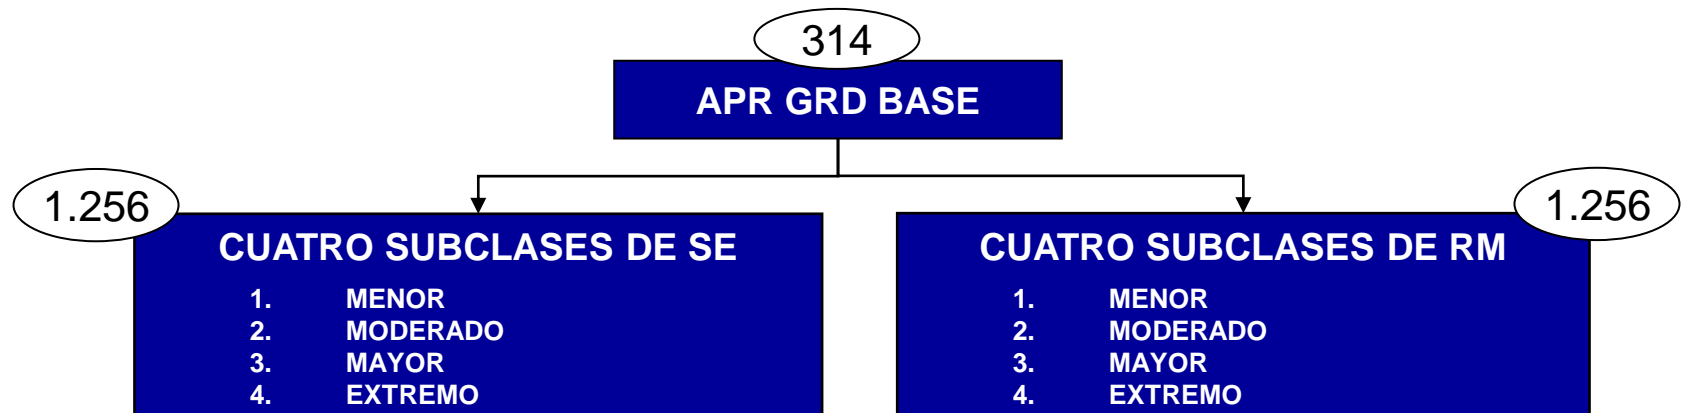 314
APR GRD BASE
1.256
CUATRO SUBCLASES DE SE
1. MENOR
2. MODERADO
3. MAYOR
4. EXTREMO
1.256
CUATRO SUBCLASES DE RM
1. MENOR
2. MODERADO
3. MAYOR
4. EXTREMO